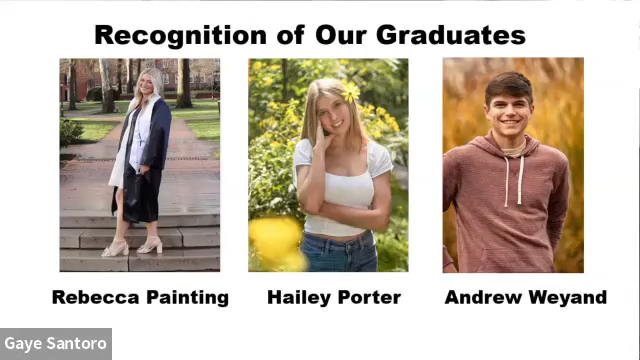 Recognition of Our Graduates
Rebecca Painting Hailey Porter Andrew Weyand
Gaye Santoro